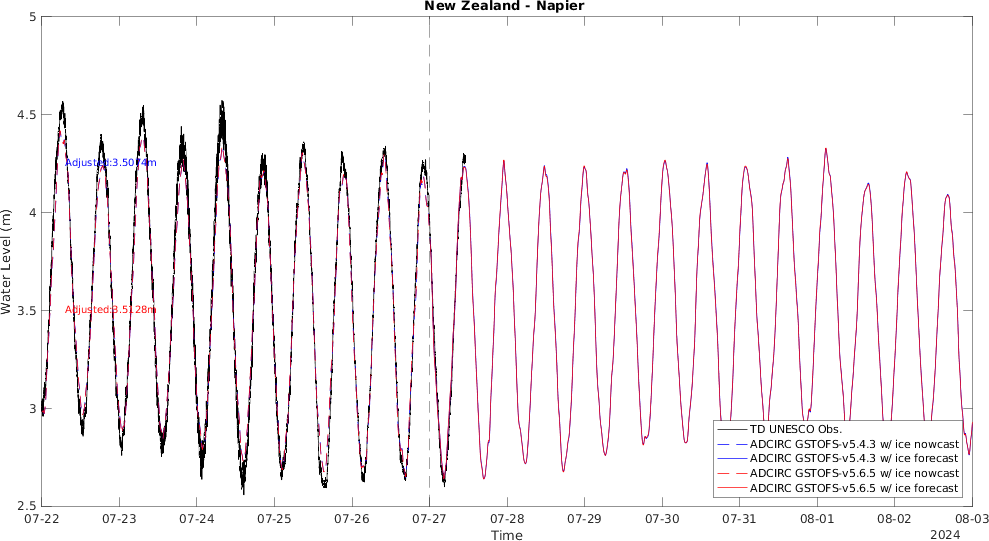 New Zealand - Napier
5
4.5
4
3.5
3
2.5
Water Level (m)
Adjusted:3.5074m
Adjusted:3.5128m
TD UNESCO Obs.
ADCIRC GSTOFS-v5.4.3 w/ ice nowcast
ADCIRC GSTOFS-v5.4.3 w/ ice forecast
ADCIRC GSTOFS-v5.6.5 w/ ice nowcast
ADCIRC GSTOFS-v5.6.5 w/ ice forecast
07-22 07-23 07-24 07-25 07-26 07-27 07-28 07-29 07-30 07-31 08-01 08-02 08-03
Time
2024